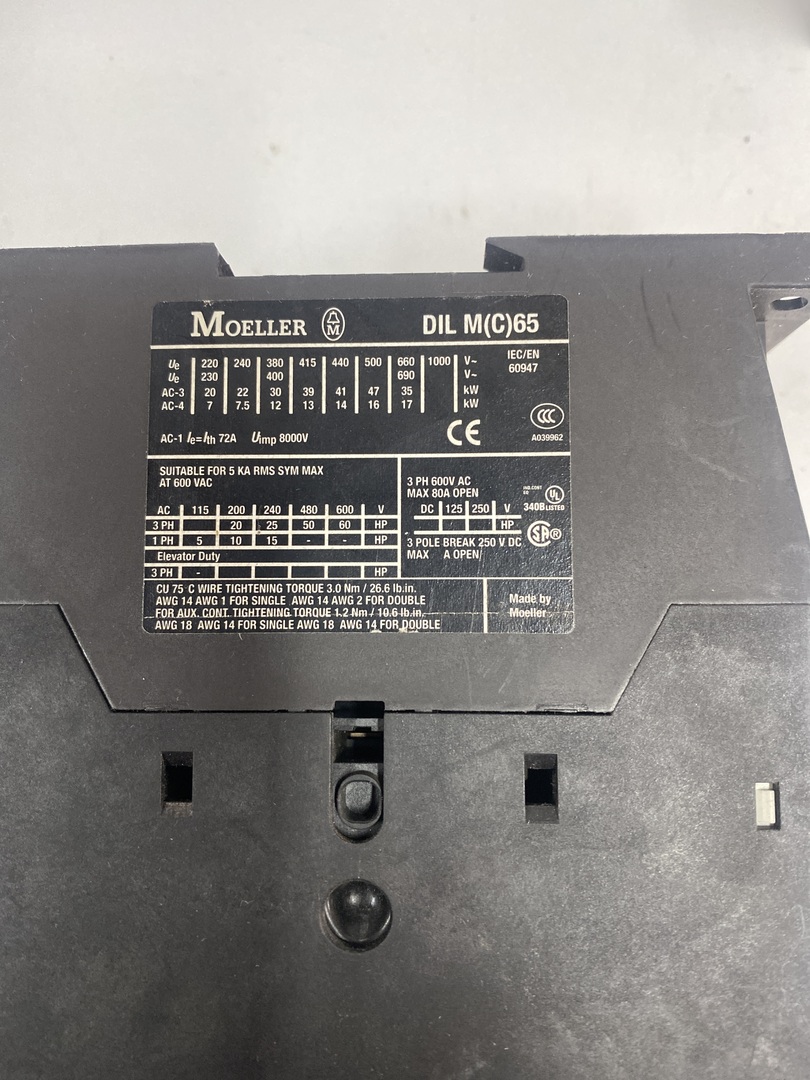 MOELLER M DIL M(C)65
Ue 220 240 380 415 440 500 660 1000 V~ IEC/EN
Ue 230 400 690 V~ 60947
AC-3 20 22 30 39 41 47 35 kW
AC-4 7 7.5 12 13 14 16 17 kW
AC-1 Ie=Ith 72A Uimp 8000V CE CCC
A039962
SUITABLE FOR 5 KA RMS SYM MAX
AT 600 VAC
AC 115 200 240 480 600 V
3 PH 20 25 50 60 HP
1 PH 5 10 15 - - HP
Elevator Duty
3 PH - HP
3 PH 600V AC
MAX 80A OPEN
DC 125 250 V
HP
3 POLE BREAK 250 V DC
MAX A OPEN
IND.CONT
EQ UL
340B LISTED
SA ®
CU 75 C WIRE TIGHTENING TORQUE 3.0 Nm / 26.6 lb.in.
AWG 14 AWG 1 FOR SINGLE AWG 14 AWG 2 FOR DOUBLE
FOR AUX. CONT. TIGHTENING TORQUE 1.2 Nm / 10.6 lb.in.
AWG 18 AWG 14 FOR SINGLE AWG 18 AWG 14 FOR DOUBLE
Made by
Moeller